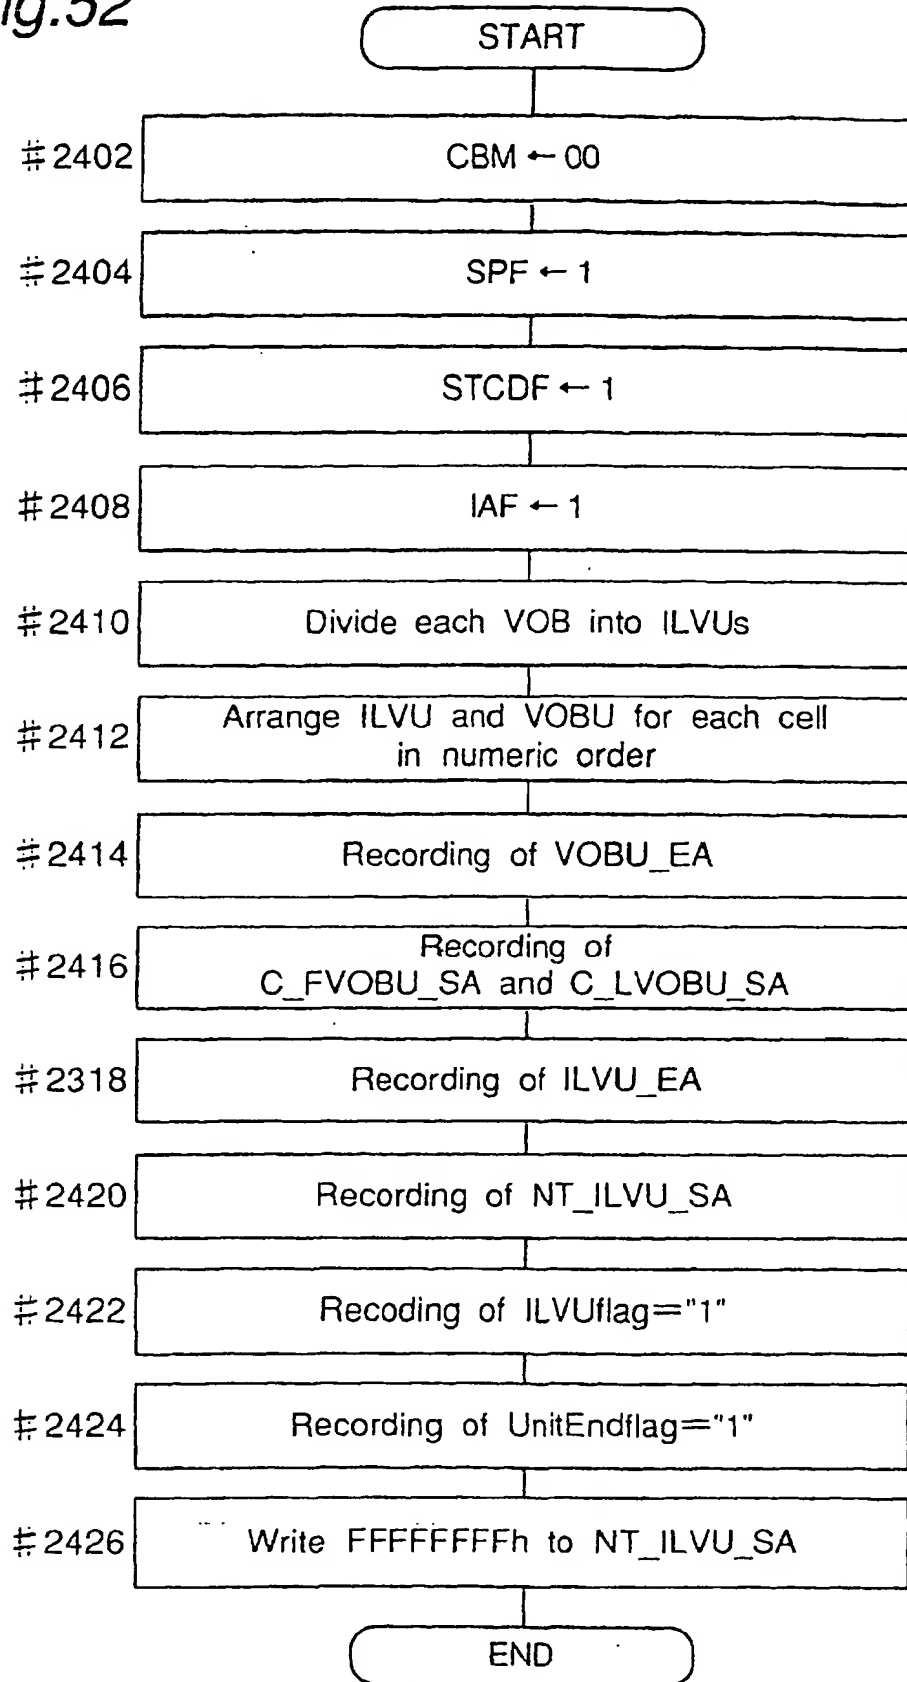 ig.52
START
#2402 CBM ← 00
#2404 SPF ← 1
#2406 STCDF ← 1
#2408 IAF ← 1
#2410 Divide each VOB into ILVUs
#2412 Arrange ILVU and VOBU for each cell
in numeric order
#2414 Recording of VOBU_EA
#2416 Recording of
C_FVOBU_SA and C_LVOBU_SA
#2318 Recording of ILVU_EA
#2420 Recording of NT_ILVU_SA
#2422 Recoding of ILVUflag="1"
#2424 Recording of UnitEndflag="1"
#2426 Write FFFFFFFFh to NT_ILVU_SA
END